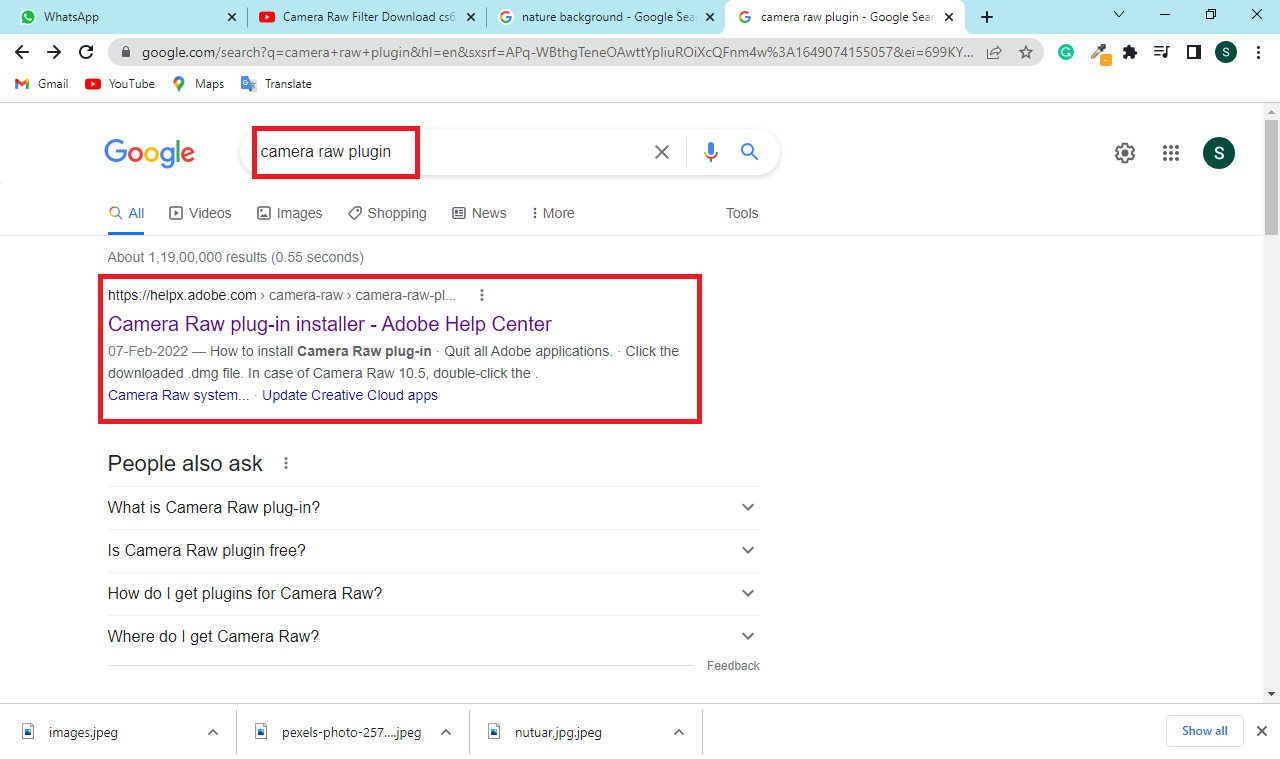 WhatsApp
Camera Raw Filter Download cs6
nature background - Google Sea
camera raw plugin - Google Sear
google.com/search?q=camera+raw+plugin&hl=en&sxsrf=APq-WBthgTeneOAwttYpIiuROiXcQFnm4w%3A1649074155057&ei=699KY...
S
Gmail
YouTube
Maps
Translate
Google
camera raw plugin
S
All
Videos
Images
Shopping
News
More
Tools
About 1,19,00,000 results (0.55 seconds)
https://helpx.adobe.com › camera-raw › camera-raw-pl...
Camera Raw plug-in installer - Adobe Help Center
07-Feb-2022 — How to install Camera Raw plug-in · Quit all Adobe applications. · Click the
downloaded .dmg file. In case of Camera Raw 10.5, double-click the .
Camera Raw system... · Update Creative Cloud apps
People also ask
What is Camera Raw plug-in?
Is Camera Raw plugin free?
How do I get plugins for Camera Raw?
Where do I get Camera Raw?
Feedback
images.jpeg
pexels-photo-257....jpeg
nutuar.jpg.jpeg
Show all